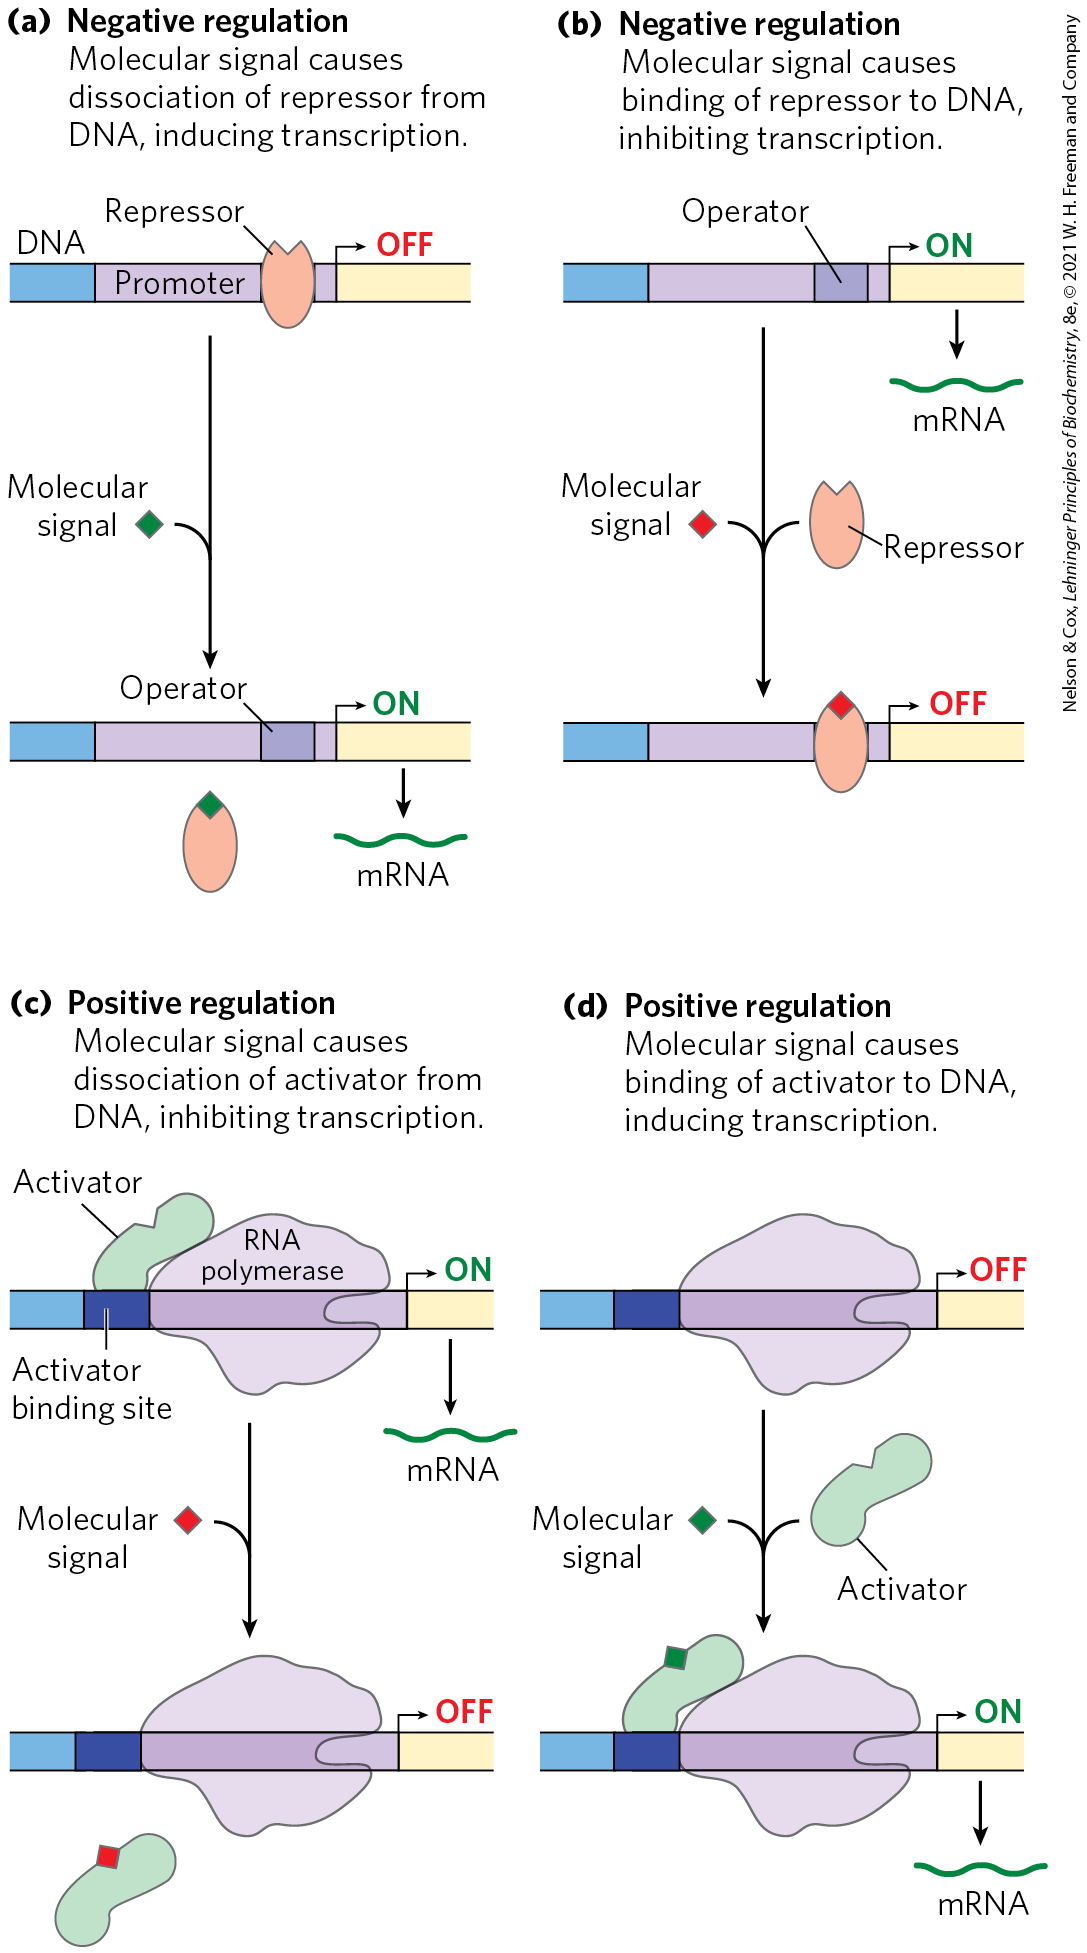 (a) Negative regulation
Molecular signal causes
dissociation of repressor from
DNA, inducing transcription.
Repressor
DNA
OFF
Promoter
Molecular
signal
Operator
ON
mRNA
(b) Negative regulation
Molecular signal causes
binding of repressor to DNA,
inhibiting transcription.
Operator
ON
mRNA
Molecular
signal
Repressor
OFF
(c) Positive regulation
Molecular signal causes
dissociation of activator from
DNA, inhibiting transcription.
Activator
RNA
polymerase
ON
Activator
binding site
mRNA
Molecular
signal
OFF
(d) Positive regulation
Molecular signal causes
binding of activator to DNA,
inducing transcription.
OFF
Molecular
signal
Activator
ON
mRNA
Nelson & Cox, Lehninger Principles of Biochemistry, 8e, © 2021 W. H. Freeman and Company